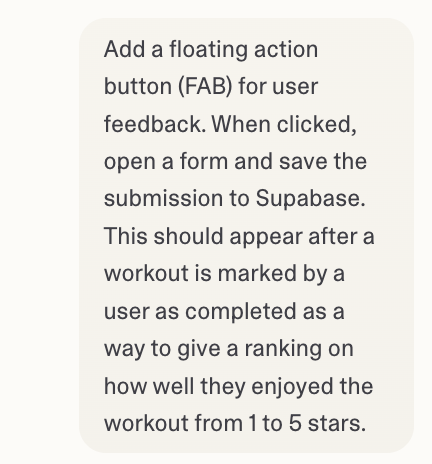 Add a floating action
button (FAB) for user
feedback. When clicked,
open a form and save the
submission to Supabase.
This should appear after a
workout is marked by a
user as completed as a
way to give a ranking on
how well they enjoyed the
workout from 1 to 5 stars.